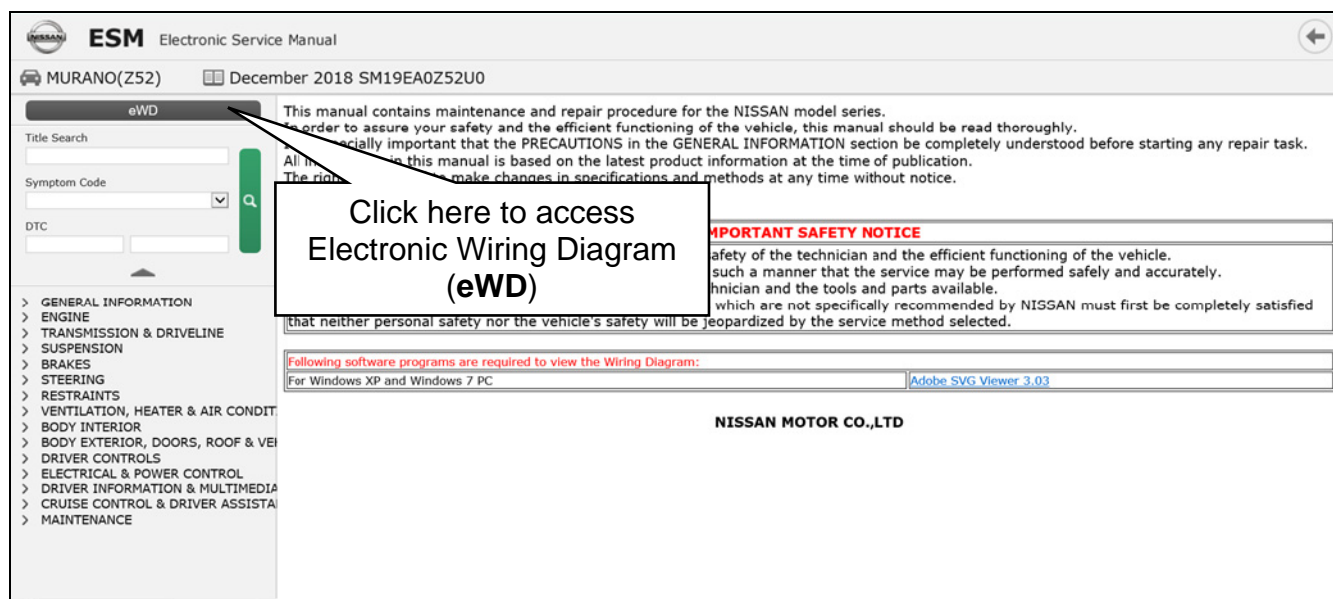 NISSAN
ESM Electronic Service Manual
MURANO(Z52) December 2018 SM19EA0Z52U0
eWD
Title Search
Symptom Code
DTC
> GENERAL INFORMATION
> ENGINE
> TRANSMISSION & DRIVELINE
> SUSPENSION
> BRAKES
> STEERING
> RESTRAINTS
> VENTILATION, HEATER & AIR CONDIT
> BODY INTERIOR
> BODY EXTERIOR, DOORS, ROOF & VEH
> DRIVER CONTROLS
> ELECTRICAL & POWER CONTROL
> DRIVER INFORMATION & MULTIMEDIA
> CRUISE CONTROL & DRIVER ASSISTA
> MAINTENANCE
This manual contains maintenance and repair procedure for the NISSAN model series.
In order to assure your safety and the efficient functioning of the vehicle, this manual should be read thoroughly.
ecially important that the PRECAUTIONS in the GENERAL INFORMATION section be completely understood before starting any repair task.
All in this manual is based on the latest product information at the time of publication.
The to make changes in specifications and methods at any time without notice.
Click here to access
Electronic Wiring Diagram
(eWD)
MPORTANT SAFETY NOTICE
afety of the technician and the efficient functioning of the vehicle.
such a manner that the service may be performed safely and accurately.
hnician and the tools and parts available.
which are not specifically recommended by NISSAN must first be completely satisfied
that neither personal safety nor the vehicle's safety will be jeopardized by the service method selected.
Following software programs are required to view the Wiring Diagram:
For Windows XP and Windows 7 PC Adobe SVG Viewer 3.03
NISSAN MOTOR CO.,LTD